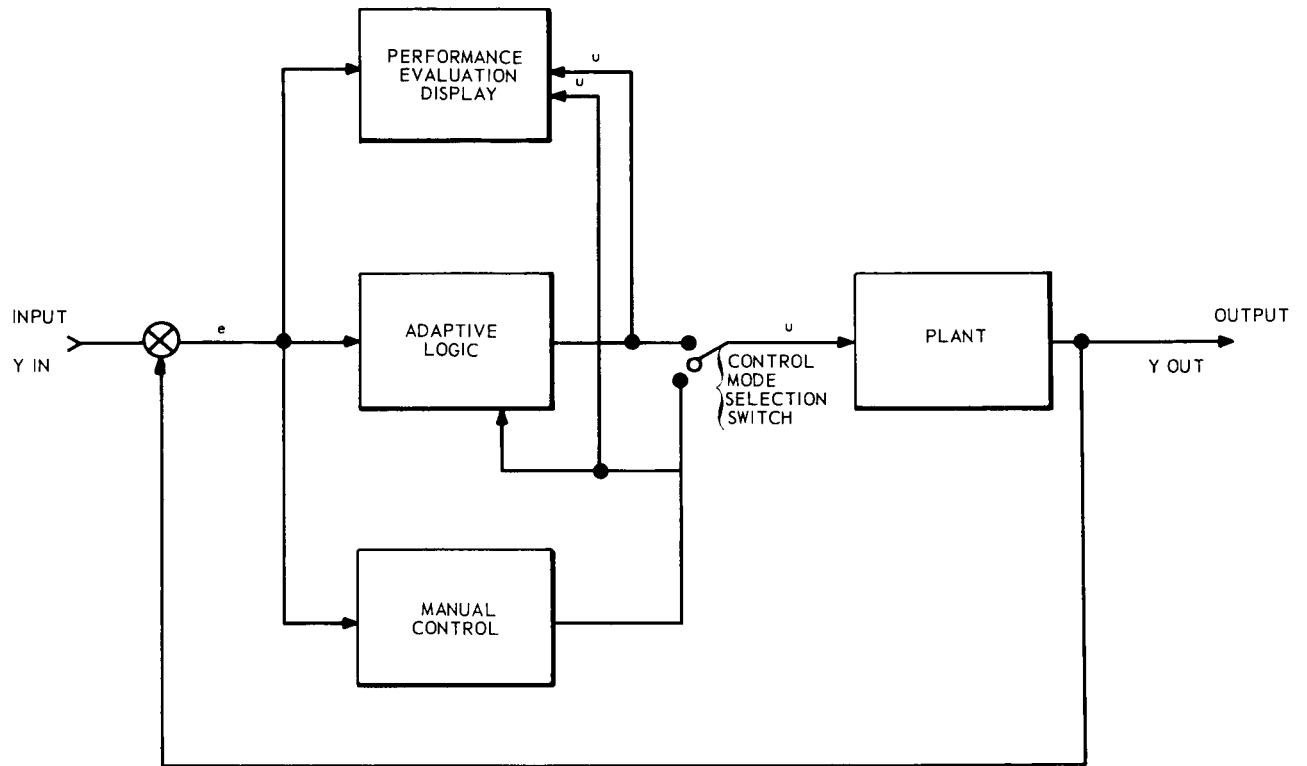 PERFORMANCE
EVALUATION
DISPLAY
u
u
INPUT
Y IN
e
ADAPTIVE
LOGIC
CONTROL
MODE
SELECTION
SWITCH
u
PLANT
OUTPUT
Y OUT
MANUAL
CONTROL